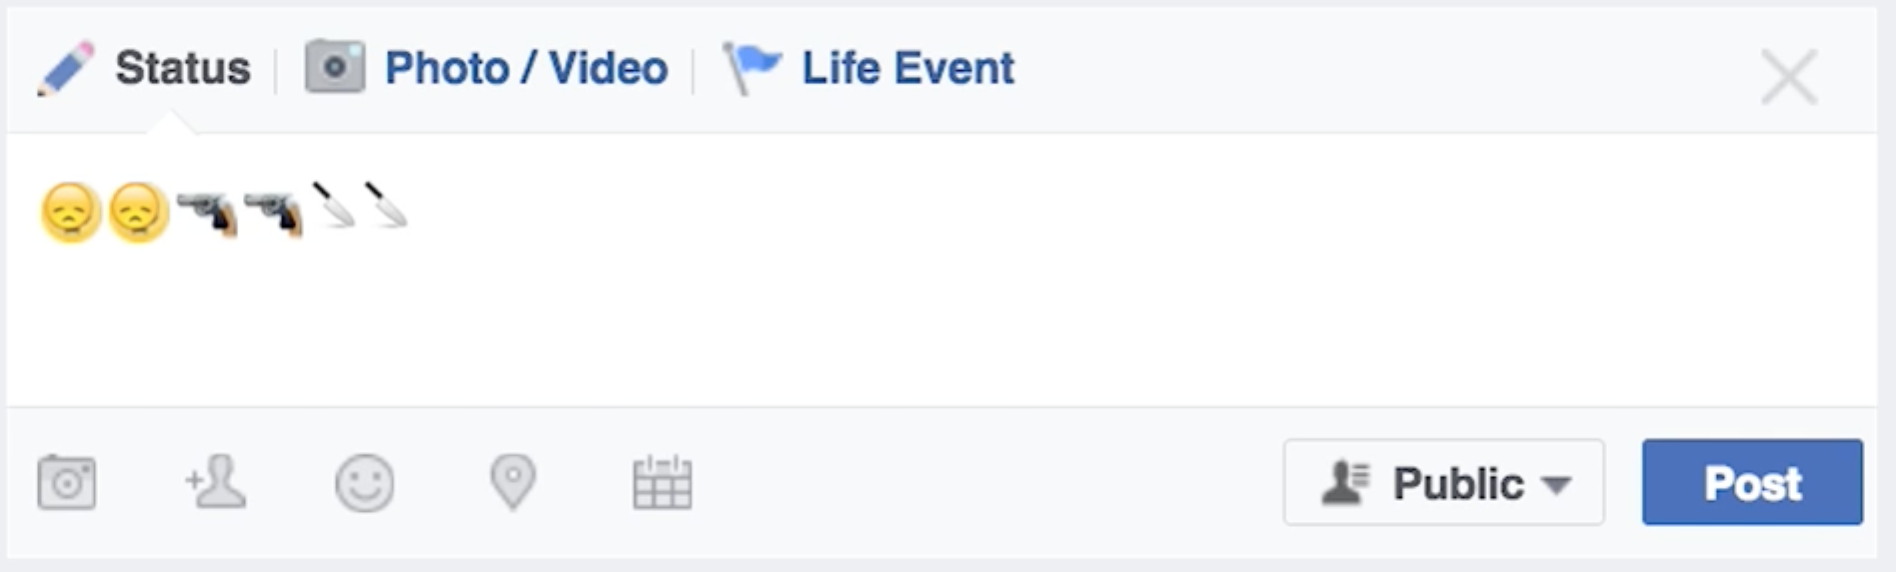 Status Photo / Video Life Event
😞😞🔫🔫🔪🔪
Public Post